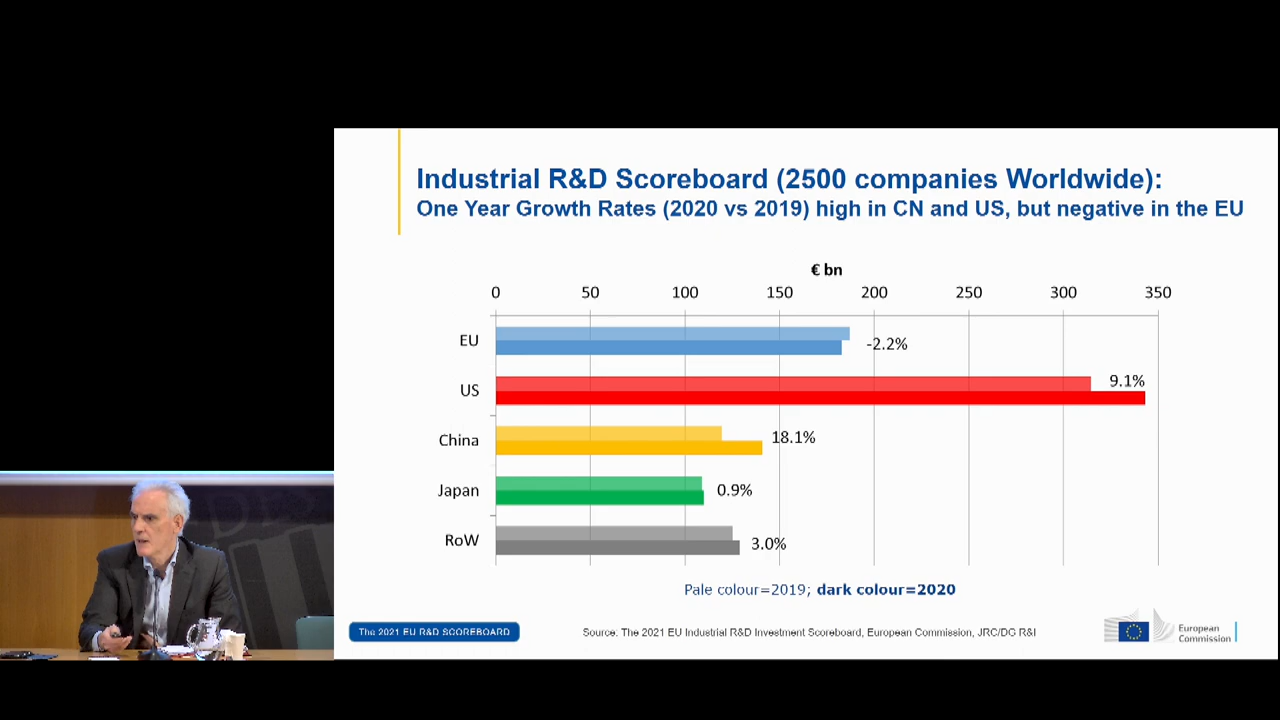 Industrial R&D Scoreboard (2500 companies Worldwide):
One Year Growth Rates (2020 vs 2019) high in CN and US, but negative in the EU
€ bn
0 50 100 150 200 250 300 350
EU -2.2%
US 9.1%
China 18.1%
Japan 0.9%
RoW 3.0%
Pale colour=2019; dark colour=2020
The 2021 EU R&D SCOREBOARD
Source: The 2021 EU Industrial R&D Investment Scoreboard, European Commission, JRC/DG R&I
European
Commission